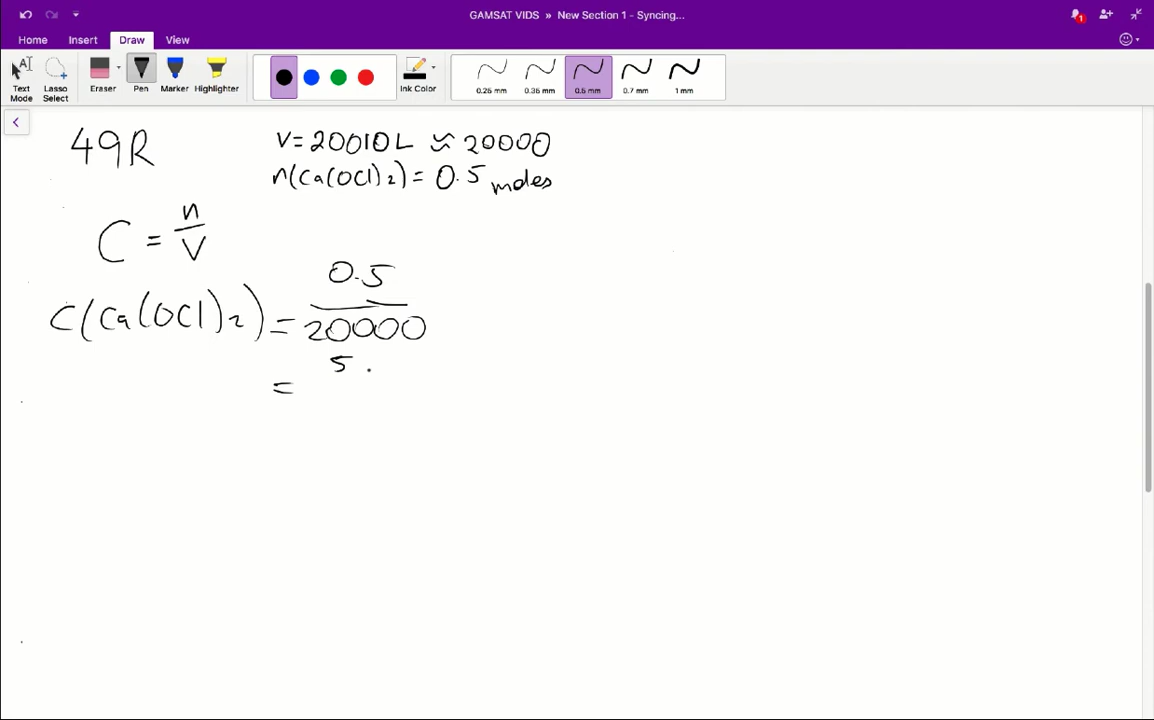 GAMSAT VIDS » New Section 1 - Syncing...
1
Home Insert Draw View
Text Mode Lasso Select Eraser Pen Marker Highlighter Ink Color 0.25 mm 0.35 mm 0.5 mm 0.7 mm 1 mm
49R
V=20010L ≈ 20000
n(Ca(OCl)2) = 0.5 moles
C = n/V
C(Ca(OCl)2) = 0.5/20000
= 5 .